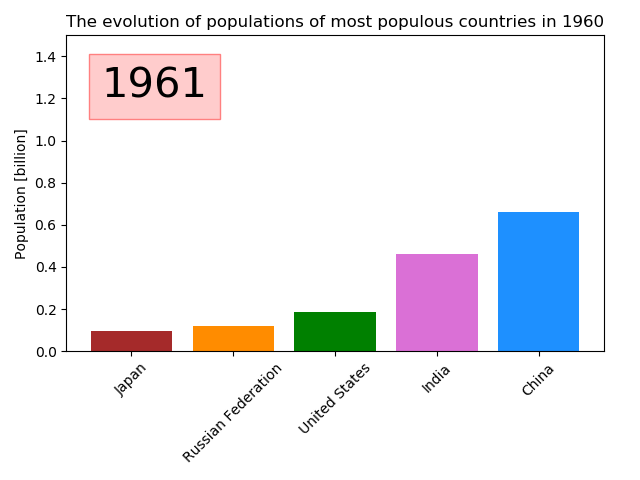 The evolution of populations of most populous countries in 1960
1961
Population [billion]
1.4
1.2
1.0
0.8
0.6
0.4
0.2
0.0
Japan
Russian Federation
United States
India
China